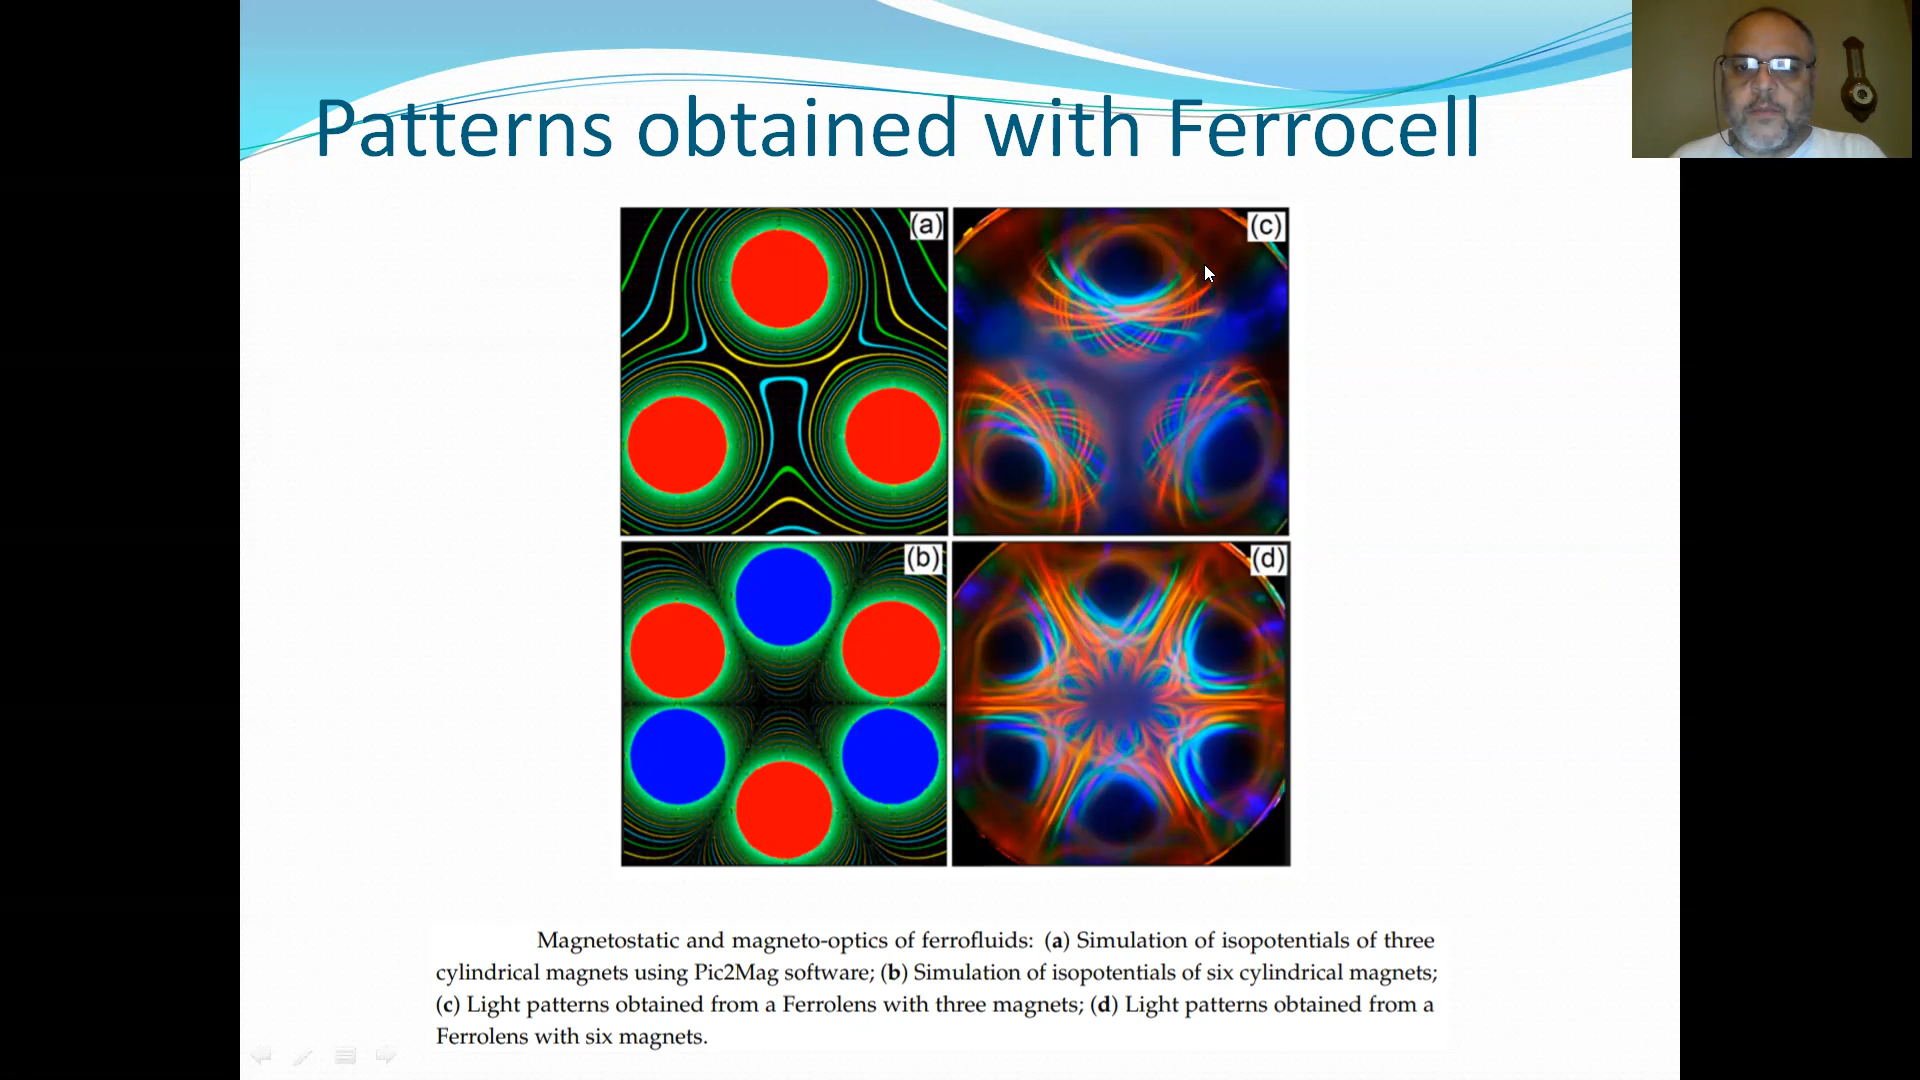 Patterns obtained with Ferrocell
(a)
(c)
(b)
(d)
Magnetostatic and magneto-optics of ferrofluids: (a) Simulation of isopotentials of three
cylindrical magnets using Pic2Mag software; (b) Simulation of isopotentials of six cylindrical magnets;
(c) Light patterns obtained from a Ferrolens with three magnets; (d) Light patterns obtained from a
Ferrolens with six magnets.